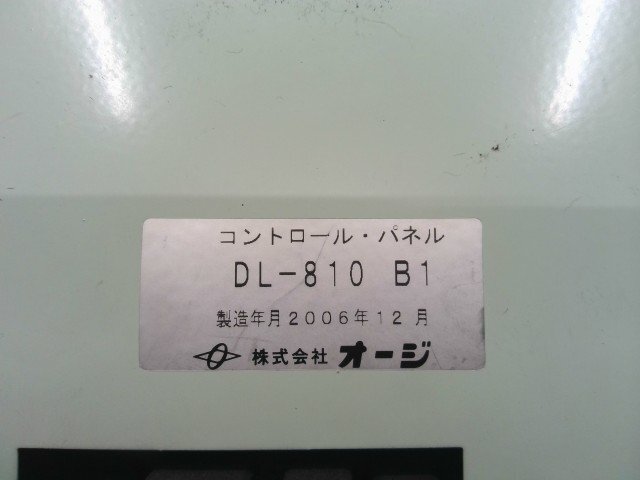 コントロール・パネル
DL-810 B1
製造年月2006年12月
株式会社 オージ